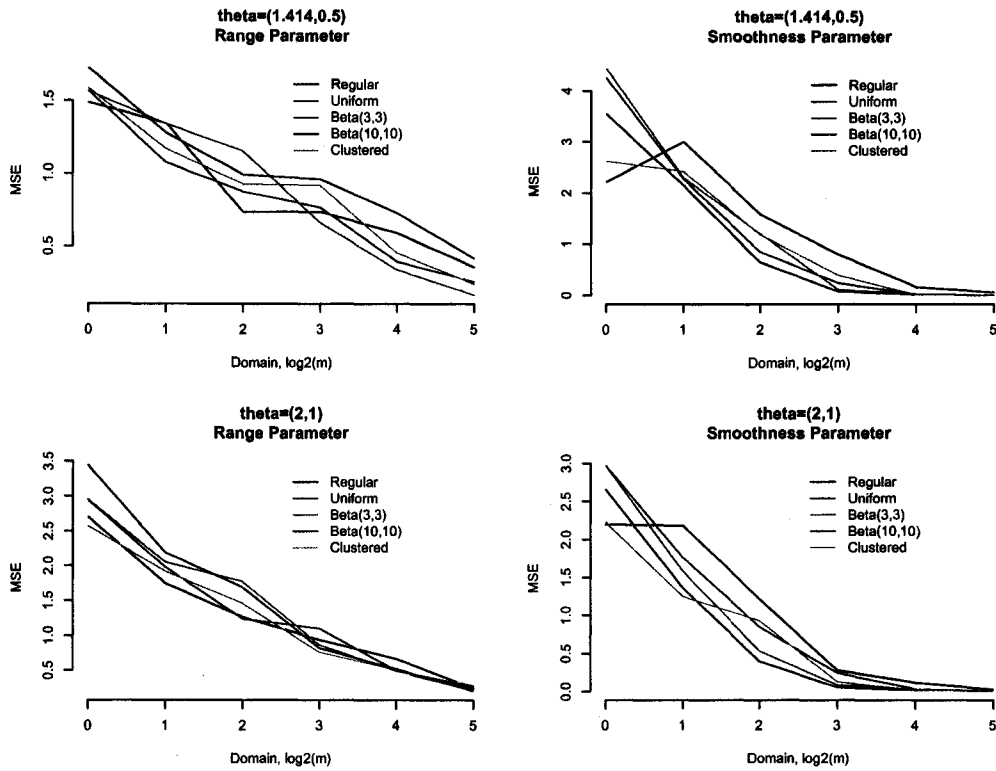 theta=(1.414,0.5)
Range Parameter
MSE
1.5
1.0
0.5
Regular
Uniform
Beta(3,3)
Beta(10,10)
Clustered
0 1 2 3 4 5
Domain, log2(m)
theta=(1.414,0.5)
Smoothness Parameter
MSE
4
3
2
1
0
Regular
Uniform
Beta(3,3)
Beta(10,10)
Clustered
0 1 2 3 4 5
Domain, log2(m)
theta=(2,1)
Range Parameter
MSE
3.5
3.0
2.5
2.0
1.5
1.0
0.5
Regular
Uniform
Beta(3,3)
Beta(10,10)
Clustered
0 1 2 3 4 5
Domain, log2(m)
theta=(2,1)
Smoothness Parameter
MSE
3.0
2.5
2.0
1.5
1.0
0.5
0.0
Regular
Uniform
Beta(3,3)
Beta(10,10)
Clustered
0 1 2 3 4 5
Domain, log2(m)